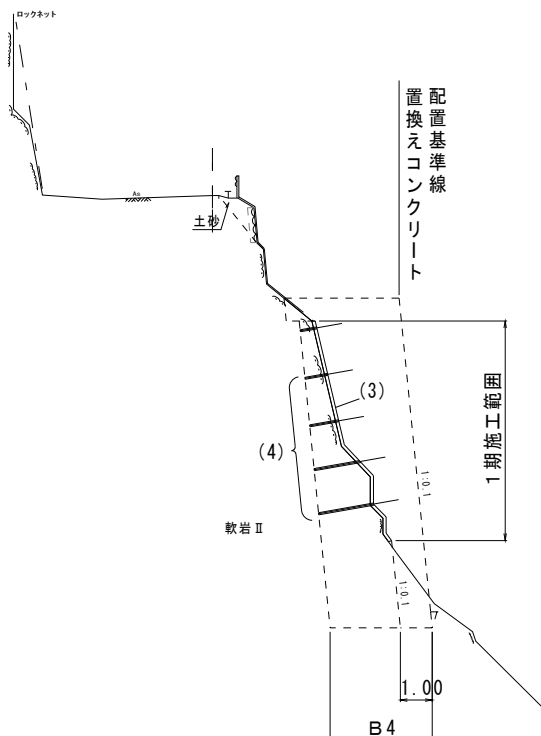 ロックネット
配置基準線
置換えコンクリート
As
T
土砂
(3)
(4)
1期施工範囲
1:0.1
軟岩Ⅱ
1:0.1
1.00
B4